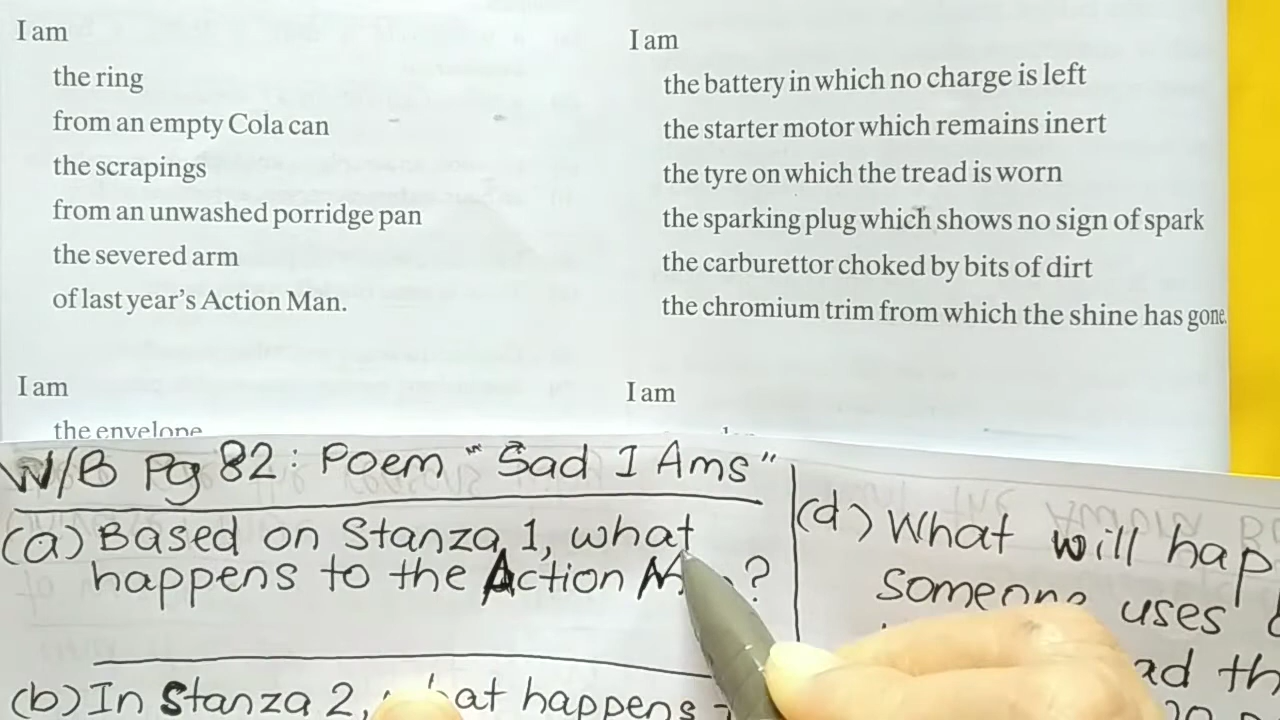 I am
the ring
from an empty Cola can
the scrapings
from an unwashed porridge pan
the severed arm
of last year's Action Man.
I am
the envelope
I am
the battery in which no charge is left
the starter motor which remains inert
the tyre on which the tread is worn
the sparking plug which shows no sign of spark
the carburettor choked by bits of dirt
the chromium trim from which the shine has gone.
I am
W/B Pg 82: Poem "Sad I Ams"
(a) Based on Stanza 1, what
happens to the Action ?
(b) In Stanza 2, happens
(d) What will hap
someone uses
ad th